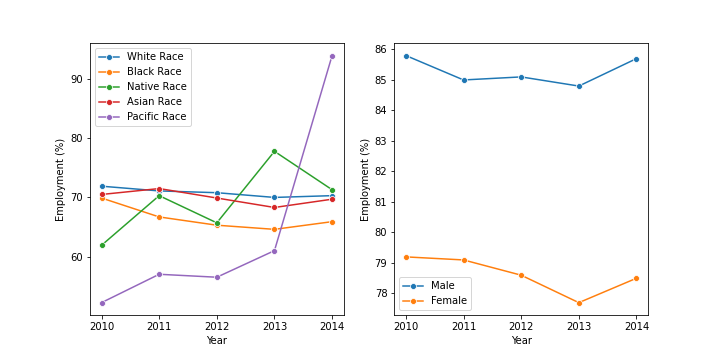 White Race
Black Race
Native Race
Asian Race
Pacific Race
90
80
70
60
Employment (%)
2010 2011 2012 2013 2014
Year
86
85
84
83
82
81
80
79
78
Employment (%)
Male
Female
2010 2011 2012 2013 2014
Year